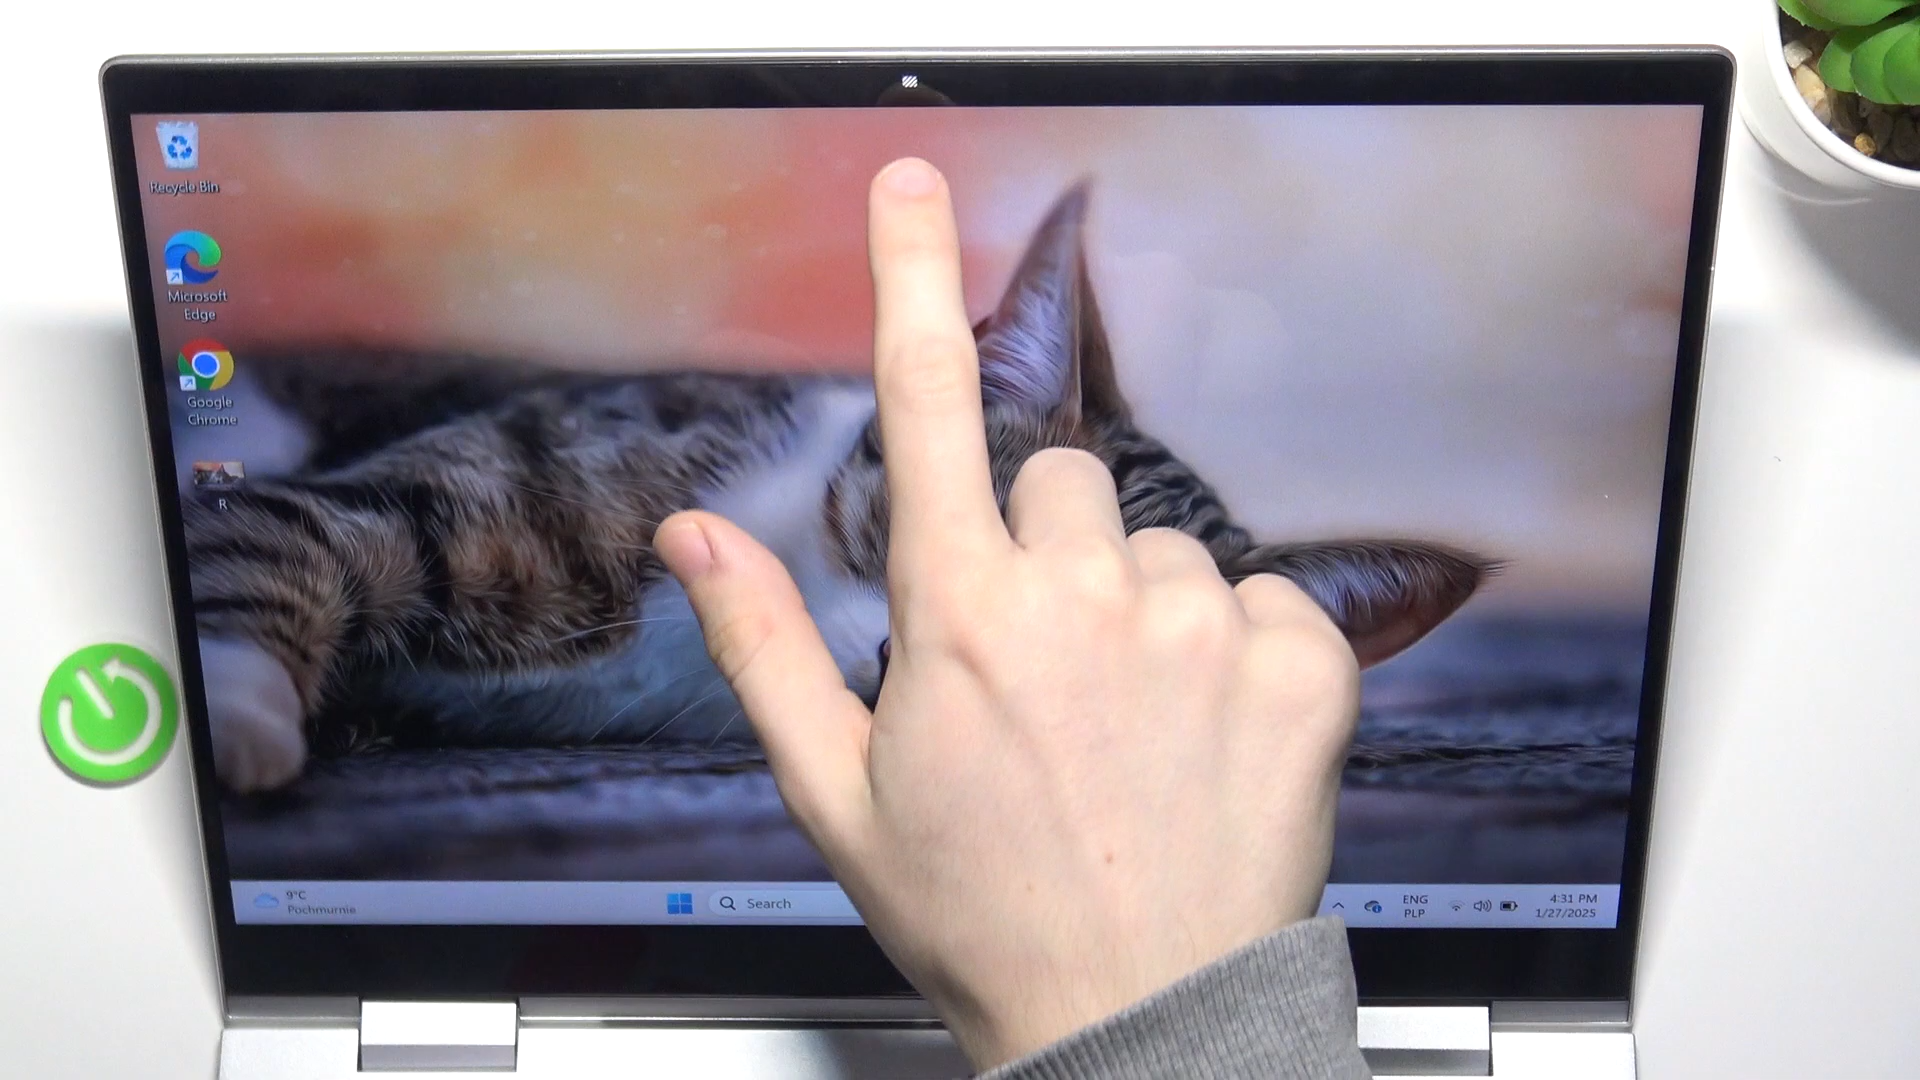 Recycle Bin
Microsoft
Edge
Google
Chrome
R
9°C
Pochmurnie
Search
ENG
PLP
4:31 PM
1/27/2025